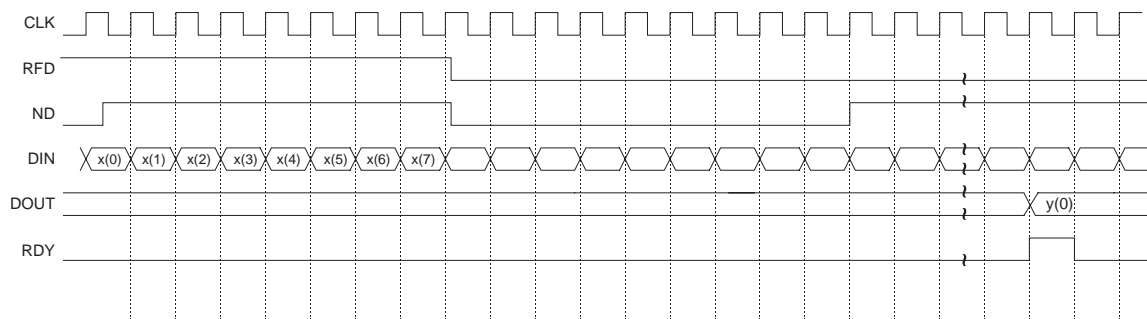 CLK
RFD
ND
DIN x(0) x(1) x(2) x(3) x(4) x(5) x(6) x(7)
DOUT y(0)
RDY